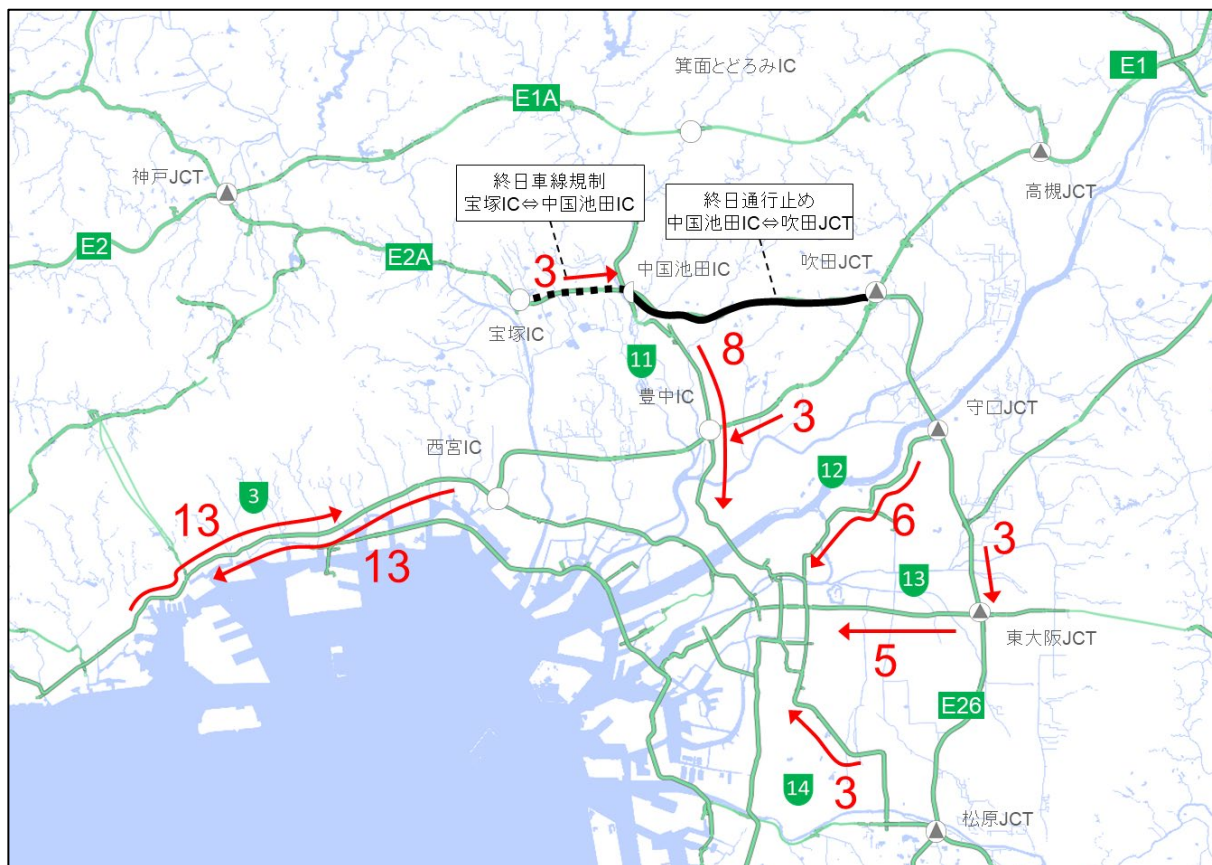 箕面とどろみIC
E1
E1A
神戸JCT
高槻JCT
終日車線規制
宝塚IC⇔中国池田IC
終日通行止め
中国池田IC⇔吹田JCT
E2
E2A
3
中国池田IC
吹田JCT
宝塚IC
11
8
豊中IC
3
守口JCT
西宮IC
12
3
13
6
3
13
13
5
東大阪JCT
E26
14
3
松原JCT